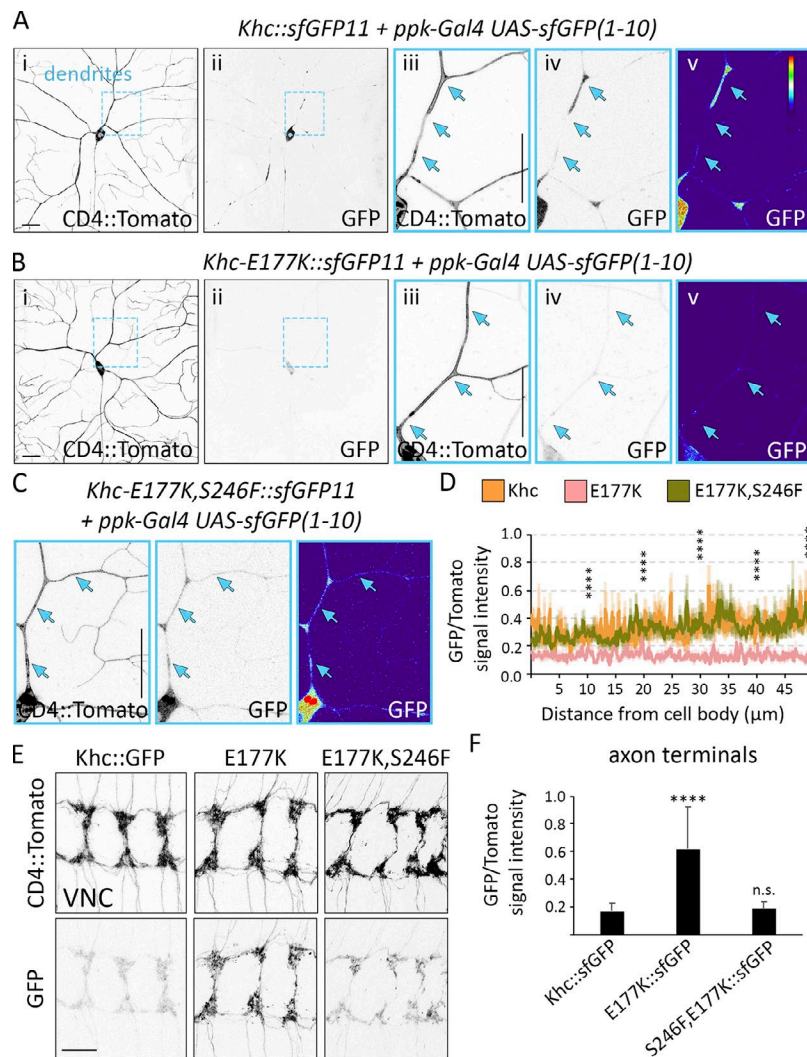 A
Khc::sfGFP11 + ppk-Gal4 UAS-sfGFP(1-10)
i
dendrites
CD4::Tomato
ii
GFP
iii
CD4::Tomato
iv
GFP
v
GFP
B
Khc-E177K::sfGFP11 + ppk-Gal4 UAS-sfGFP(1-10)
i
CD4::Tomato
ii
GFP
iii
CD4::Tomato
iv
GFP
v
GFP
C
Khc-E177K,S246F::sfGFP11
+ ppk-Gal4 UAS-sfGFP(1-10)
CD4::Tomato
GFP
GFP
D
Khc
E177K
E177K,S246F
GFP/Tomato
signal intensity
1.0
0.8
0.6
0.4
0.2
0.0
****
****
****
****
****
5 10 15 20 25 30 35 40 45
Distance from cell body (μm)
E
Khc::GFP
E177K
E177K,S246F
CD4::Tomato
VNC
GFP
F
axon terminals
GFP/Tomato
signal intensity
1.0
0.8
0.6
0.4
0.2
****
n.s.
Khc::sfGFP
E177K::sfGFP
S246F,E177K::sfGFP